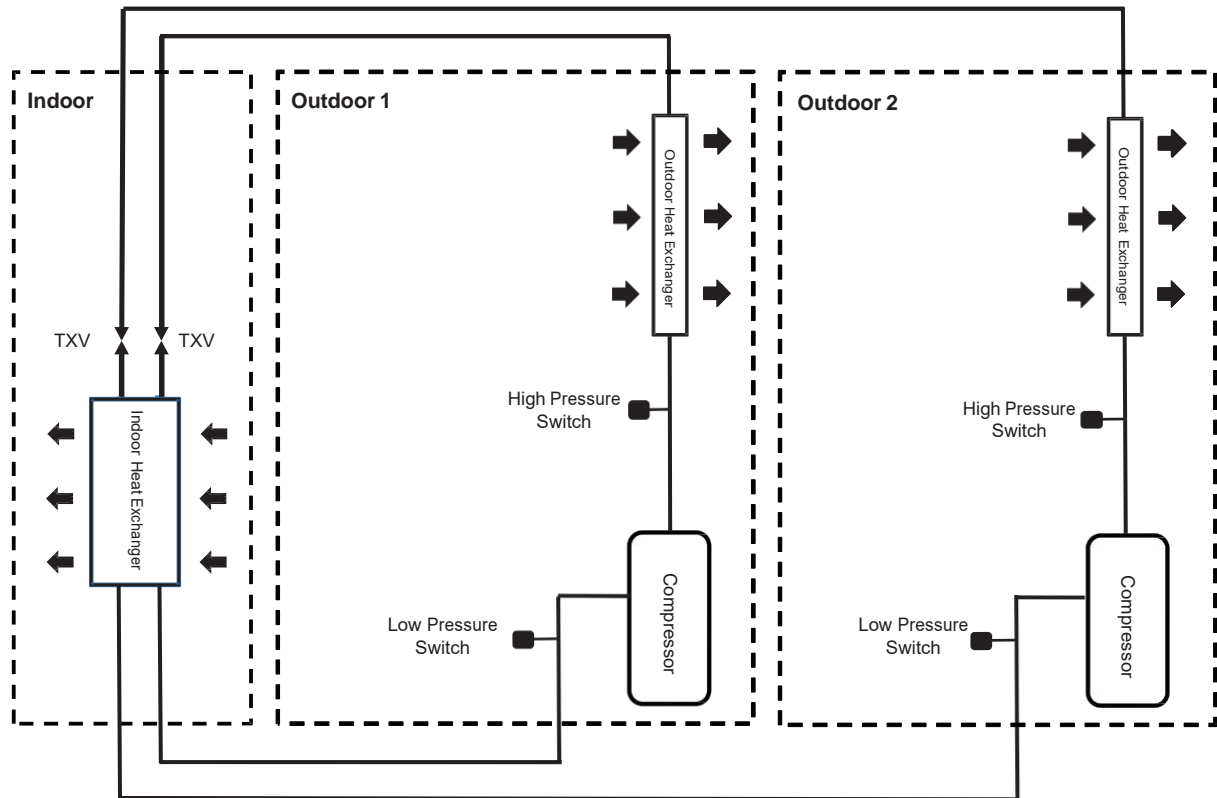 Indoor
Outdoor 1
Outdoor 2
TXV
TXV
Indoor Heat Exchanger
Outdoor Heat Exchanger
High Pressure
Switch
Low Pressure
Switch
Compressor
Outdoor Heat Exchanger
High Pressure
Switch
Low Pressure
Switch
Compressor